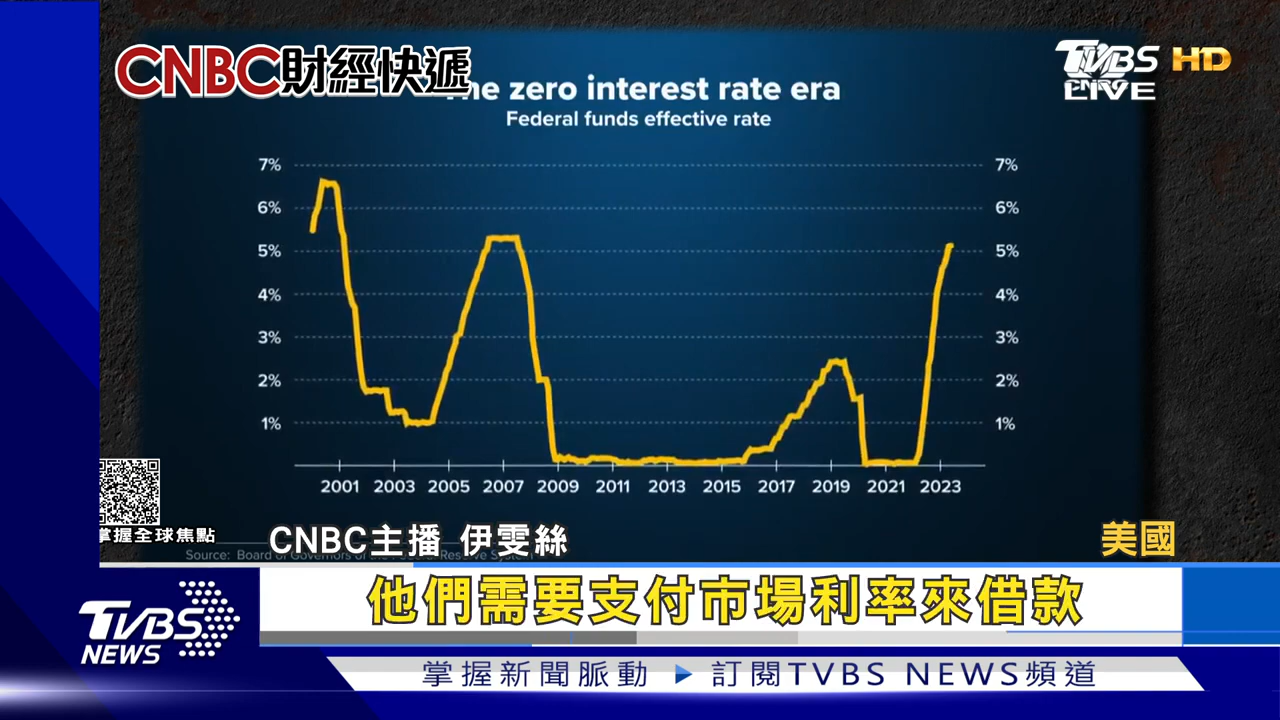 CNBC財經快遞
TVBS HD
CNBC
LIVE
he zero interest rate era
Federal funds effective rate
7% 7%
6% 6%
5% 5%
4% 4%
3% 3%
2% 2%
1% 1%
2001 2003 2005 2007 2009 2011 2013 2015 2017 2019 2021 2023
掌握全球焦點
CNBC主播 伊雯絲
美國
Source: Board of Governors of the Federal Reserve System
他們需要支付市場利率來借款
TVBS
NEWS
掌握新聞脈動 ▶ 訂閱TVBS NEWS頻道